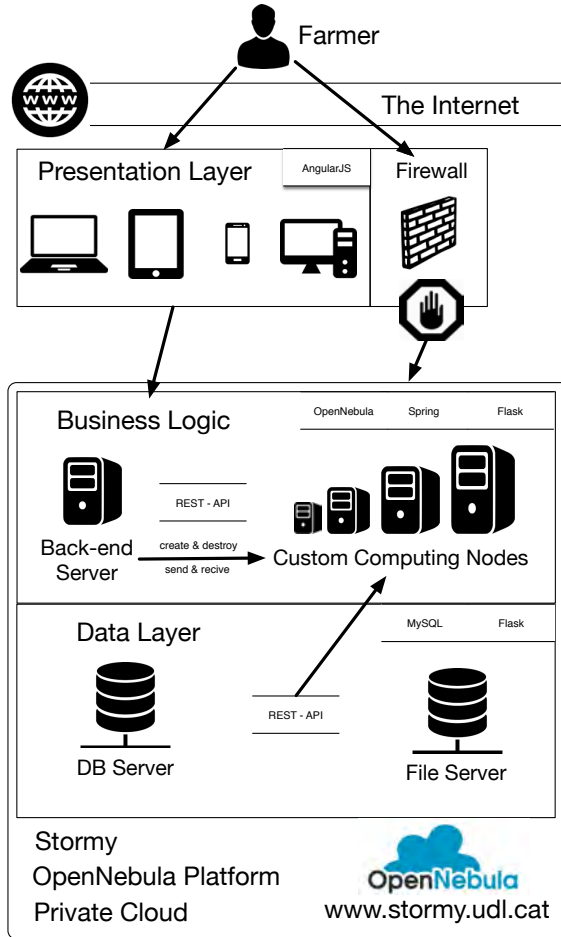 Farmer
WWW
The Internet
Presentation Layer
AngularJS
Firewall
Business Logic
OpenNebula
Spring
Flask
REST - API
Back-end
Server
create & destroy
send & recive
Custom Computing Nodes
Data Layer
MySQL
Flask
REST - API
DB Server
File Server
Stormy
OpenNebula Platform
Private Cloud
OpenNebula
www.stormy.udl.cat